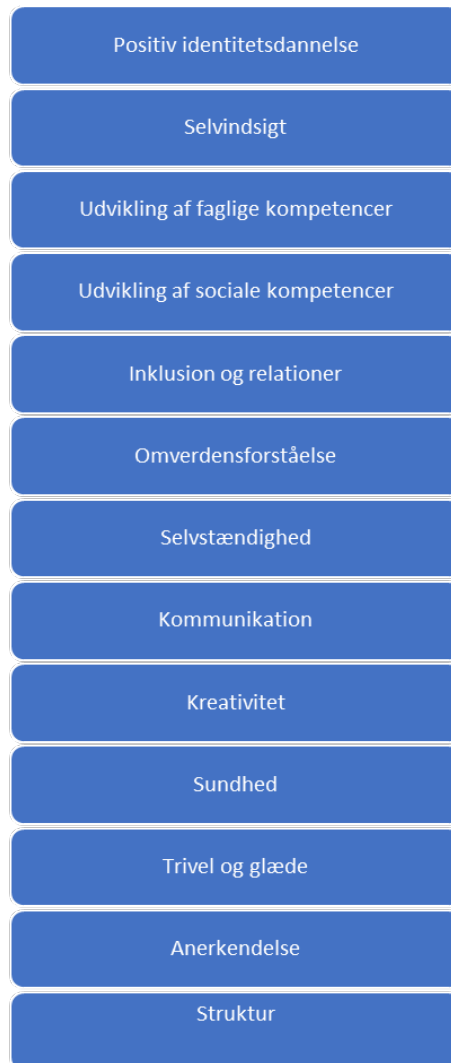 Positiv identitetsdannelse
Selvindsigt
Udvikling af faglige kompetencer
Udvikling af sociale kompetencer
Inklusion og relationer
Omverdensforståelse
Selvstændighed
Kommunikation
Kreativitet
Sundhed
Trivel og glæde
Anerkendelse
Struktur